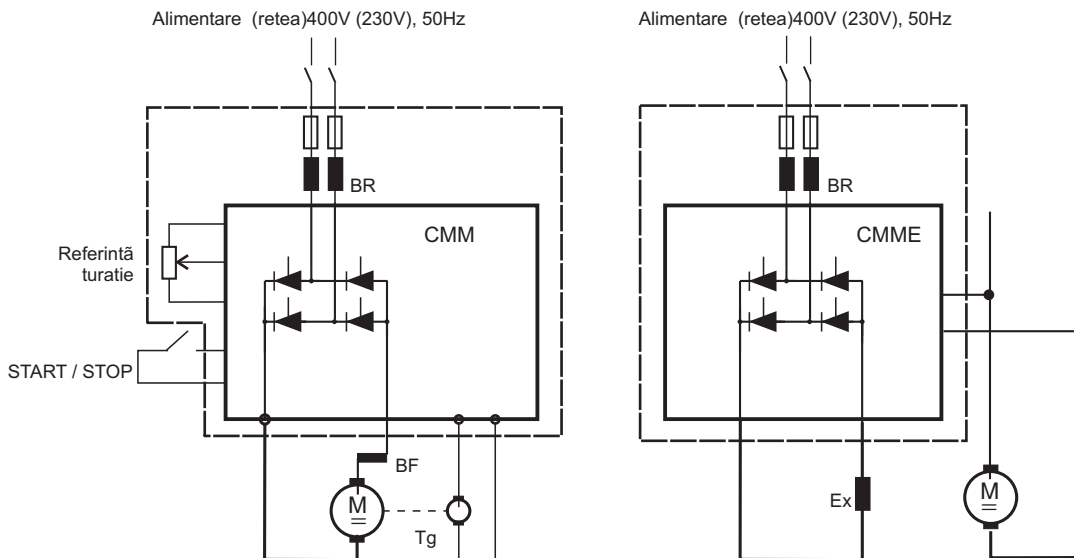 Alimentare (retea)400V (230V), 50Hz
BR
CMM
Referintã
turatie
START / STOP
BF
M
Tg
Alimentare (retea)400V (230V), 50Hz
BR
CMME
Ex
M